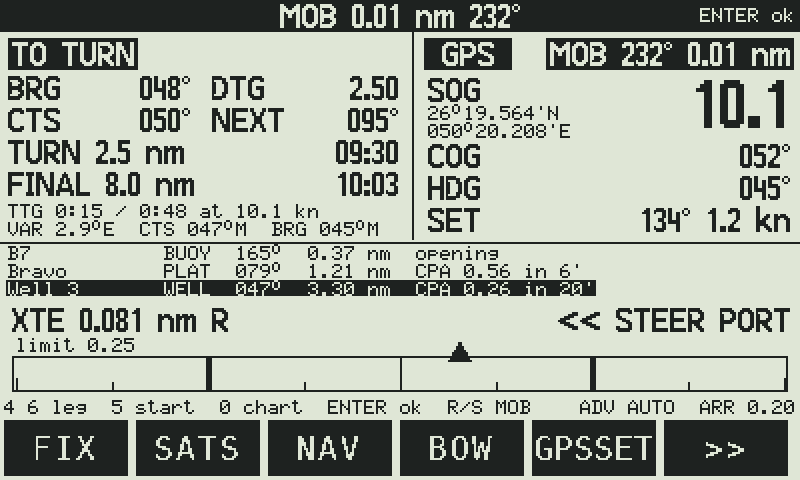 MOB 0.01 nm 232° ENTER ok
TO TURN
BRG 048° DTG 2.50
CTS 050° NEXT 095°
TURN 2.5 nm 09:30
FINAL 8.0 nm 10:03
TTG 0:15 / 0:48 at 10.1 kn
VAR 2.9°E CTS 047°M BRG 045°M
GPS MOB 232° 0.01 nm
SOG 10.1
26°19.564'N
050°20.208'E
COG 052°
HDG 045°
SET 134° 1.2 kn
B7 BUOY 165° 0.37 nm opening
Bravo PLAT 079° 1.21 nm CPA 0.56 in 6'
Well 3 WELL 047° 3.30 nm CPA 0.26 in 20'
XTE 0.081 nm R << STEER PORT
limit 0.25
4 6 leg 5 start 0 chart ENTER ok R/S MOB ADV AUTO ARR 0.20
FIX SATS NAV BOW GPSSET >>